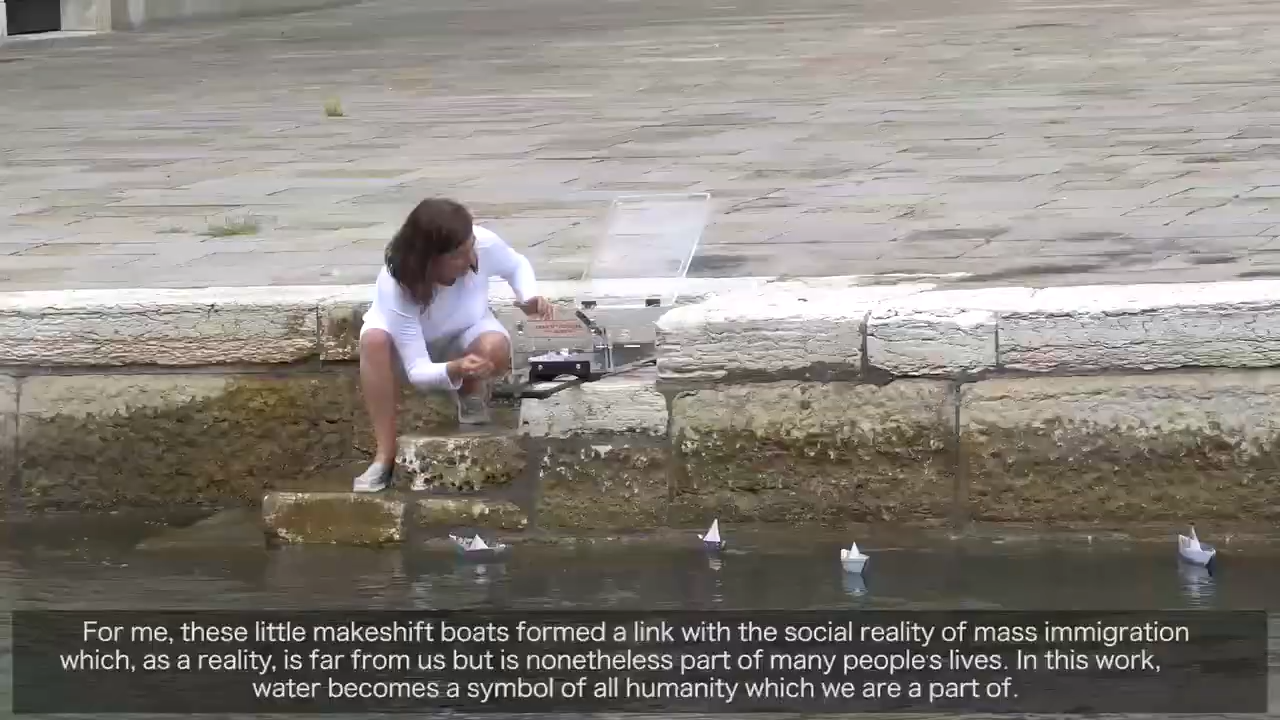 For me, these little makeshift boats formed a link with the social reality of mass immigration
which, as a reality, is far from us but is nonetheless part of many people's lives. In this work,
water becomes a symbol of all humanity which we are a part of.